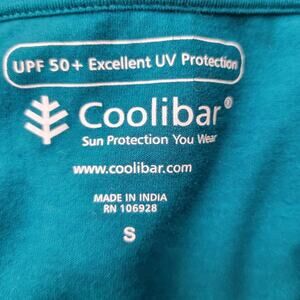 UPF 50+ Excellent UV Protection
Coolibar®
Sun Protection You Wear
www.coolibar.com
MADE IN INDIA
RN 106928
S